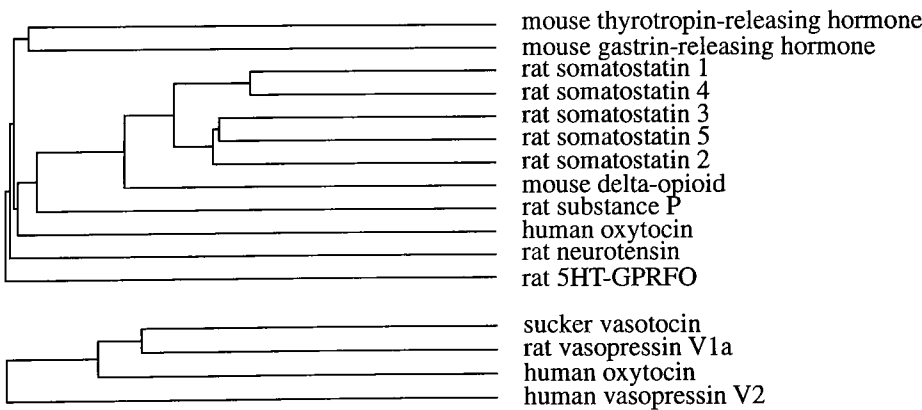 mouse thyrotropin-releasing hormone
mouse gastrin-releasing hormone
rat somatostatin 1
rat somatostatin 4
rat somatostatin 3
rat somatostatin 5
rat somatostatin 2
mouse delta-opioid
rat substance P
human oxytocin
rat neurotensin
rat 5HT-GPRFO
sucker vasotocin
rat vasopressin V1a
human oxytocin
human vasopressin V2